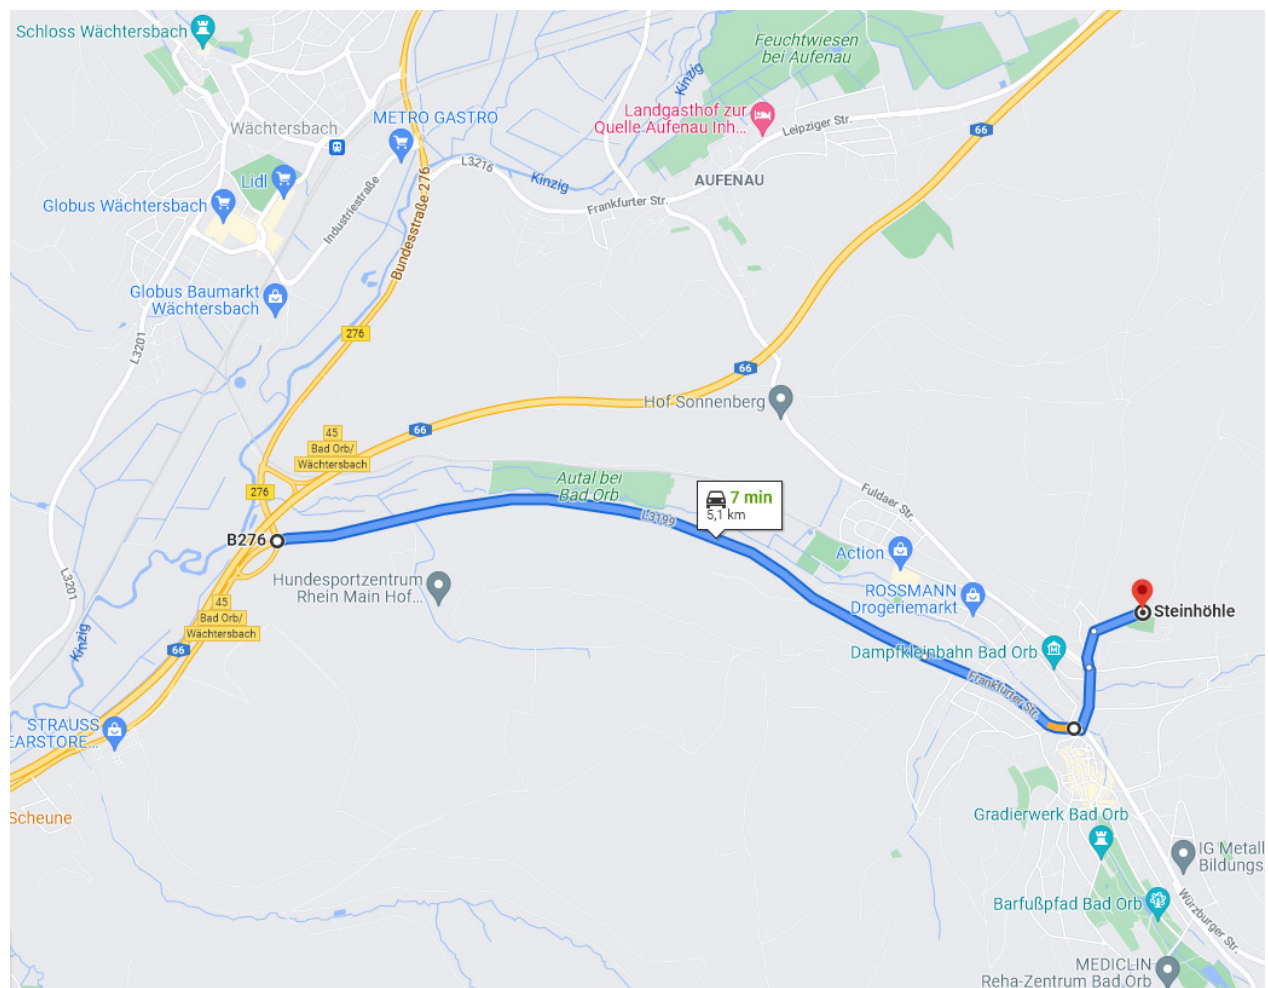 Schloss Wächtersbach
Wächtersbach
METRO GASTRO
Kinzig
Feuchtwiesen
bei Aufenau
Landgasthof zur
Quelle Aufenau Inh...
Leipziger Str.
66
L3216
Kinzig
AUFENAU
Frankfurter Str.
Lidl
Globus Wächtersbach
Industriestraße
Bundesstraße 276
Globus Baumarkt
Wächtersbach
L3201
276
66
Hof Sonnenberg
66
45
Bad Orb/
Wächtersbach
276
Autal bei
Bad Orb
L3199
7 min
5,1 km
Fuldaer Str.
B276
Action
ROSSMANN
Drogeriemarkt
Hundesportzentrum
Rhein Main Hof...
L3201
45
Bad Orb/
Wächtersbach
Kinzig
66
Steinhöhle
Dampfkleinbahn Bad Orb
Frankfurter Str.
STRAUSS
EARSTORE...
Scheune
Gradierwerk Bad Orb
IG Metall
Bildungs
Barfußpfad Bad Orb
Würzburger Str.
MEDICLIN
Reha-Zentrum Bad Orb